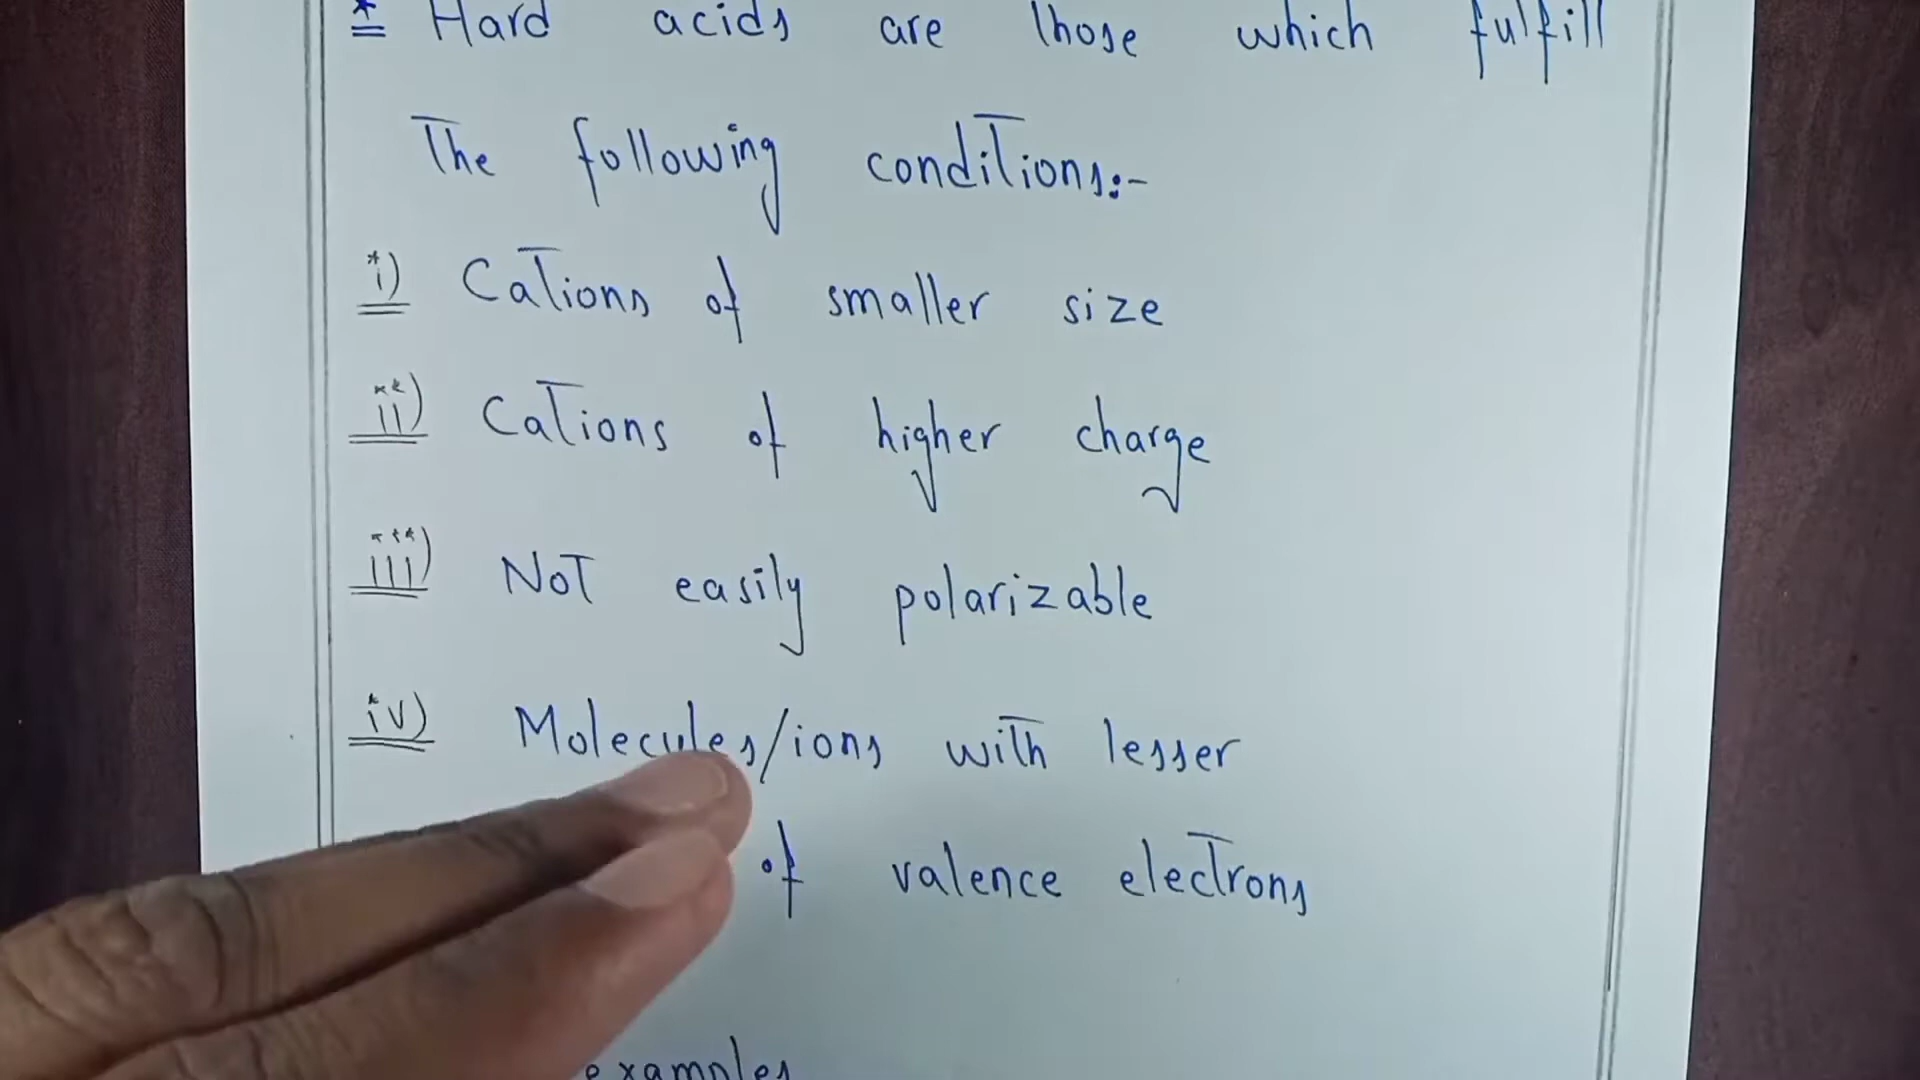 * Hard acids are those which fulfill
The following conditions:-
i) Cations of smaller size
ii) Cations of higher charge
iii) Not easily polarizable
iv) Molecules/ions with lesser
of valence electrons
examples